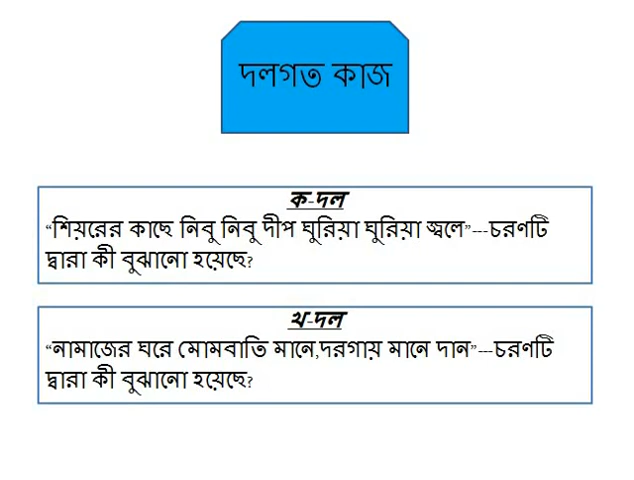 দলগত কাজ
ক-দল
“শিয়রের কাছে নিবু নিবু দীপ ঘুরিয়া ঘুরিয়া জ্বলে”---চরণটি
দ্বারা কী বুঝানো হয়েছে?
খ-দল
“নামাজের ঘরে মোমবাতি মানে,দরগায় মানে দান”---চরণটি
দ্বারা কী বুঝানো হয়েছে?